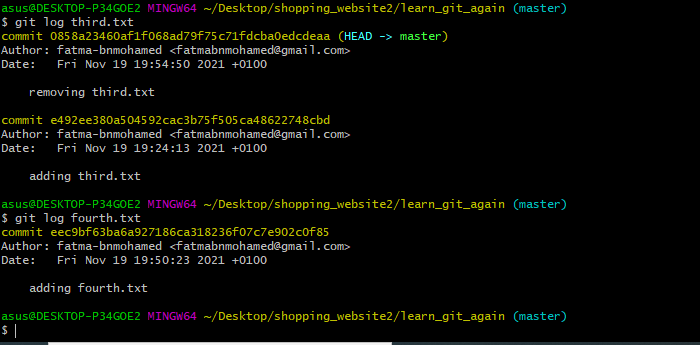 asus@DESKTOP-P34GOE2 MINGW64 ~/Desktop/shopping_website2/learn_git_again (master)
$ git log third.txt
commit 0858a23460af1f068ad79f75c71fdcba0edcdeaa (HEAD -> master)
Author: fatma-bnmohamed <fatmabnmohamed@gmail.com>
Date:   Fri Nov 19 19:54:50 2021 +0100
    removing third.txt
commit e492ee380a504592cac3b75f505ca48622748cbd
Author: fatma-bnmohamed <fatmabnmohamed@gmail.com>
Date:   Fri Nov 19 19:24:13 2021 +0100
    adding third.txt
asus@DESKTOP-P34GOE2 MINGW64 ~/Desktop/shopping_website2/learn_git_again (master)
$ git log fourth.txt
commit eec9bf63ba6a927186ca318236f07c7e902c0f85
Author: fatma-bnmohamed <fatmabnmohamed@gmail.com>
Date:   Fri Nov 19 19:50:23 2021 +0100
    adding fourth.txt
asus@DESKTOP-P34GOE2 MINGW64 ~/Desktop/shopping_website2/learn_git_again (master)
$